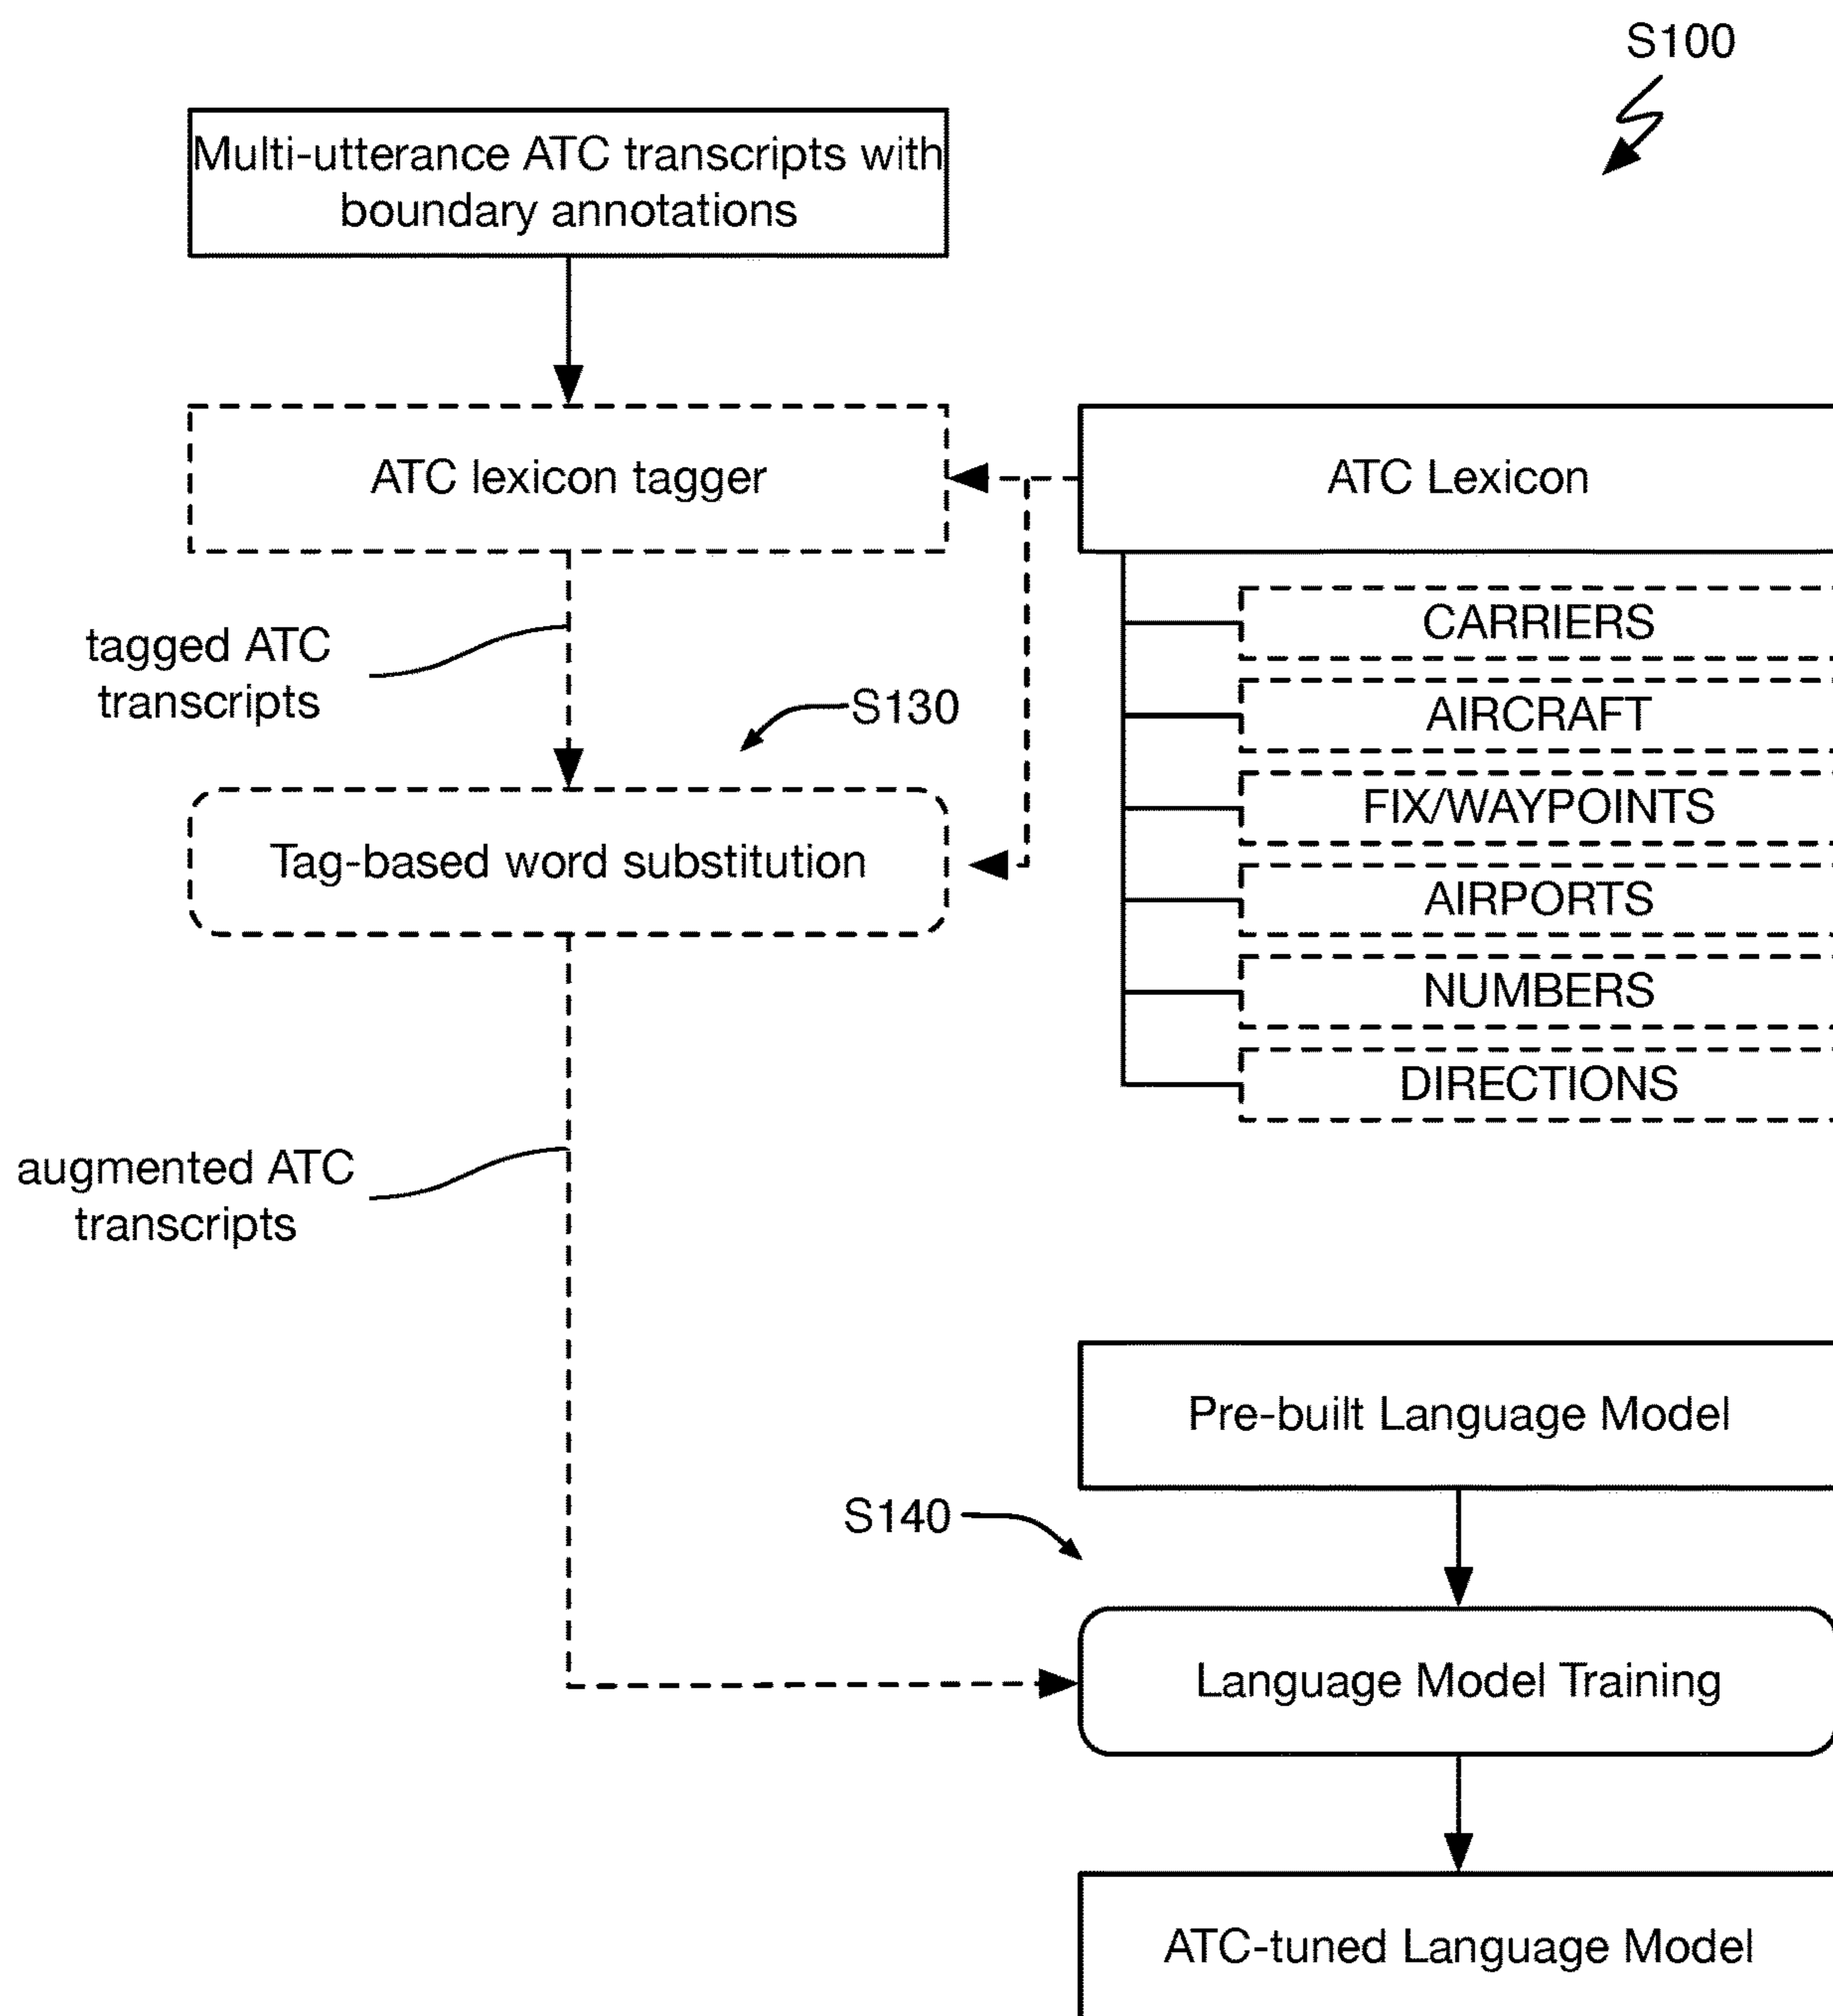 S100
Multi-utterance ATC transcripts with
boundary annotations
ATC lexicon tagger
ATC Lexicon
CARRIERS
AIRCRAFT
FIX/WAYPOINTS
AIRPORTS
NUMBERS
DIRECTIONS
tagged ATC
transcripts
S130
Tag-based word substitution
augmented ATC
transcripts
Pre-built Language Model
S140
Language Model Training
ATC-tuned Language Model